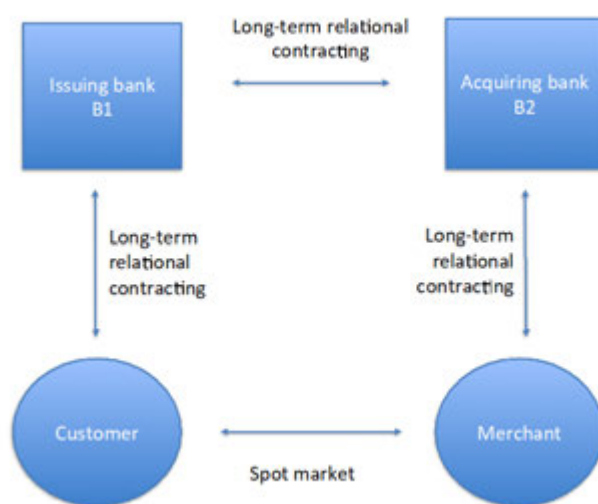 Long-term relational
contracting
Issuing bank
B1
Acquiring bank
B2
Long-term
relational
contracting
Long-term
relational
contracting
Customer
Merchant
Spot market